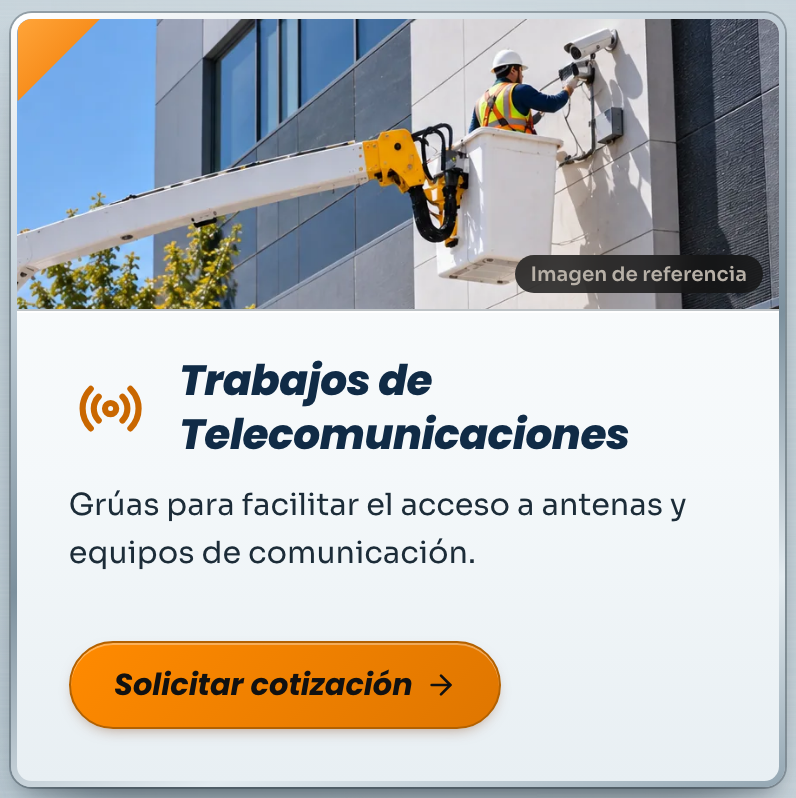 Imagen de referencia
Trabajos de
Telecomunicaciones
Grúas para facilitar el acceso a antenas y
equipos de comunicación.
Solicitar cotización →